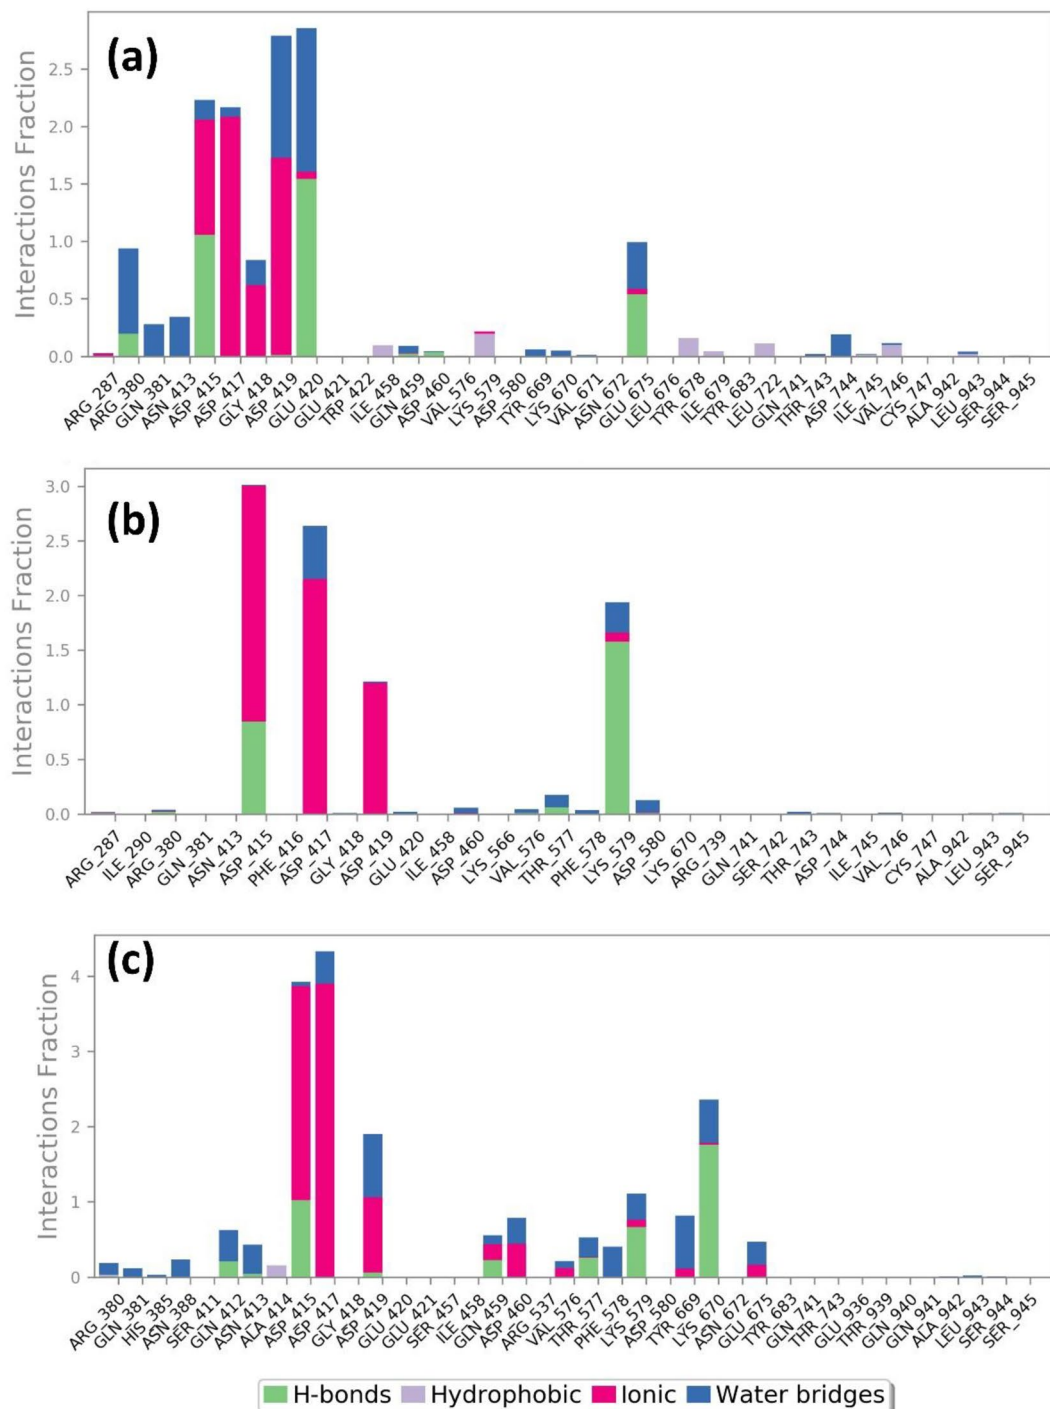 (a)
Interactions Fraction
2.5
2.0
1.5
1.0
0.5
0.0
ARG_287 ARG_380 GLN_381 ASN_413 ASP_415 ASP_417 GLY_418 ASP_419 GLU_420 GLU_421 TRP_422 ILE_458 GLN_459 ASP_460 VAL_576 LYS_579 ASP_580 TYR_669 LYS_670 VAL_671 ASN_672 GLU_675 LEU_676 TYR_678 ILE_679 TYR_683 LEU_722 GLN_741 THR_743 ASP_744 ILE_745 VAL_746 CYS_747 ALA_942 LEU_943 SER_944 SER_945
(b)
Interactions Fraction
3.0
2.5
2.0
1.5
1.0
0.5
0.0
ARG_287 ILE_290 ARG_380 GLN_381 ASN_413 ASP_415 PHE_416 ASP_417 GLY_418 ASP_419 GLU_420 ILE_458 ASP_460 LYS_566 VAL_576 THR_577 PHE_578 LYS_579 ASP_580 LYS_670 ARG_739 GLN_741 SER_742 THR_743 ASP_744 ILE_745 VAL_746 CYS_747 ALA_942 LEU_943 SER_945
(c)
Interactions Fraction
4
3
2
1
0
ARG_380 GLN_381 HIS_385 ASN_388 SER_411 GLN_412 ASN_413 ALA_414 ASP_415 ASP_417 GLY_418 ASP_419 GLU_420 GLU_421 SER_457 ILE_458 GLN_459 ASP_460 ARG_537 VAL_576 THR_577 PHE_578 LYS_579 ASP_580 TYR_669 LYS_670 ASN_672 GLU_675 TYR_683 GLN_741 THR_743 GLU_936 THR_939 GLN_940 GLN_941 ALA_942 LEU_943 SER_944 SER_945
H-bonds Hydrophobic Ionic Water bridges